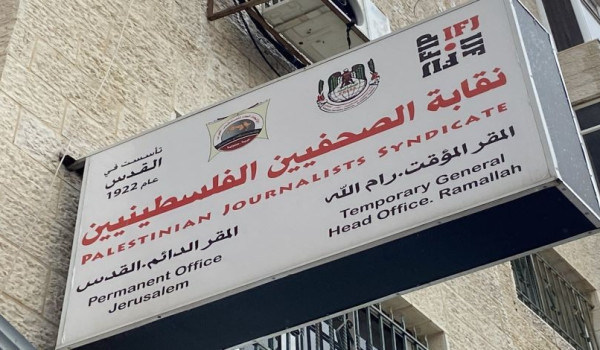 تأسست في
القدس
عام 1922
FIP IFJ
نقابة الصحفيين الفلسطينيين
PALESTINIAN JOURNALISTS SYNDICATE
المقر المؤقت.رام الله
Temporary General
Head Office. Ramallah
المقر الدائم.القدس
Permanent Office
Jerusalem